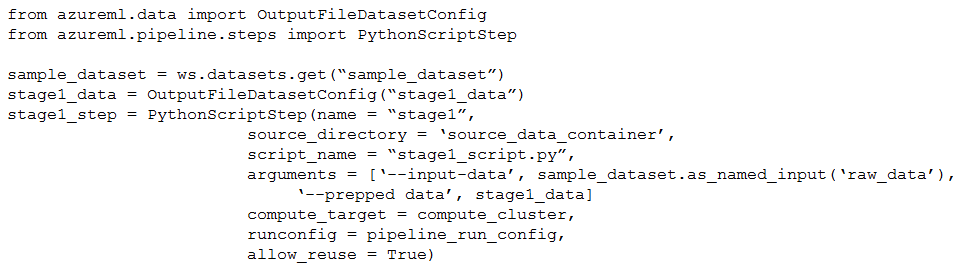 from azureml.data import OutputFileDatasetConfig
from azureml.pipeline.steps import PythonScriptStep

sample_dataset = ws.datasets.get(“sample_dataset”)
stage1_data = OutputFileDatasetConfig(“stage1_data”)
stage1_step = PythonScriptStep(name = “stage1”,
                        source_directory = ‘source_data_container’,
                        script_name = “stage1_script.py”,
                        arguments = [‘--input-data’, sample_dataset.as_named_input(‘raw_data’),
                             ‘--prepped data’, stage1_data]
                        compute_target = compute_cluster,
                        runconfig = pipeline_run_config,
                        allow_reuse = True)